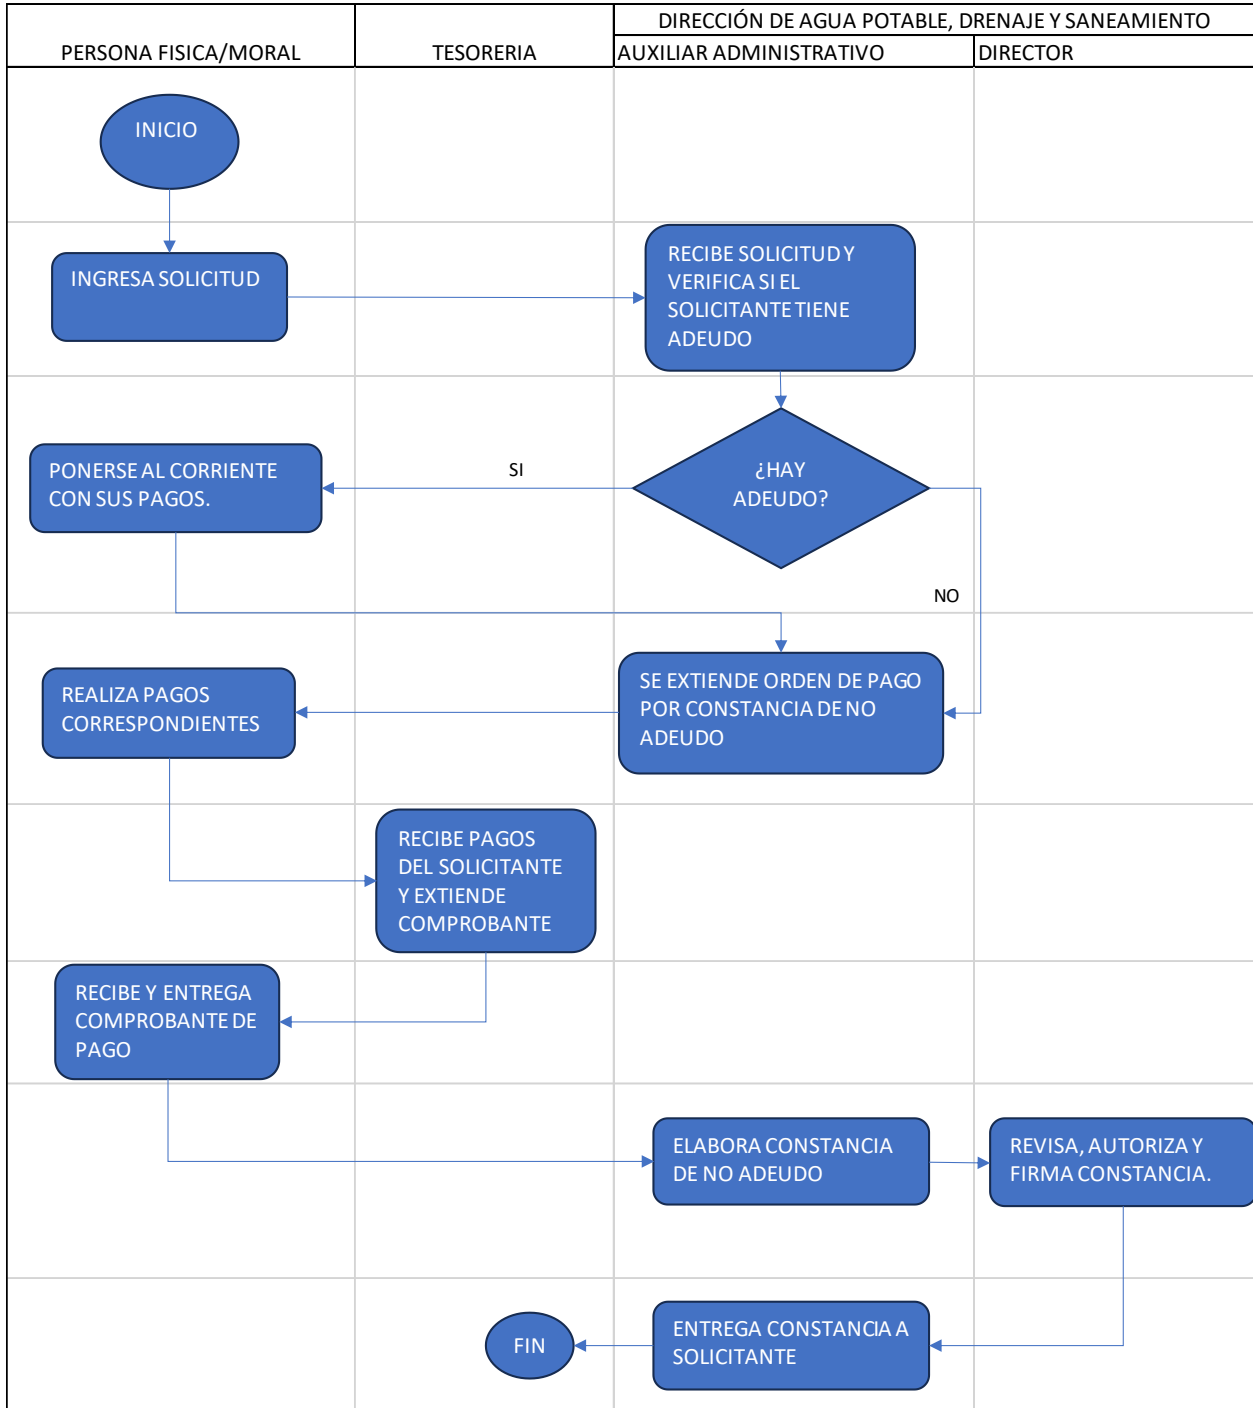 DIRECCIÓN DE AGUA POTABLE, DRENAJE Y SANEAMIENTO
PERSONA FISICA/MORAL
TESORERIA
AUXILIAR ADMINISTRATIVO
DIRECTOR
INICIO
INGRESA SOLICITUD
RECIBE SOLICITUD Y
VERIFICA SI EL
SOLICITANTE TIENE
ADEUDO
PONERSE AL CORRIENTE
CON SUS PAGOS.
SI
¿HAY
ADEUDO?
NO
REALIZA PAGOS
CORRESPONDIENTES
SE EXTIENDE ORDEN DE PAGO
POR CONSTANCIA DE NO
ADEUDO
RECIBE PAGOS
DEL SOLICITANTE
Y EXTIENDE
COMPROBANTE
RECIBE Y ENTREGA
COMPROBANTE DE
PAGO
ELABORA CONSTANCIA
DE NO ADEUDO
REVISA, AUTORIZA Y
FIRMA CONSTANCIA.
FIN
ENTREGA CONSTANCIA A
SOLICITANTE